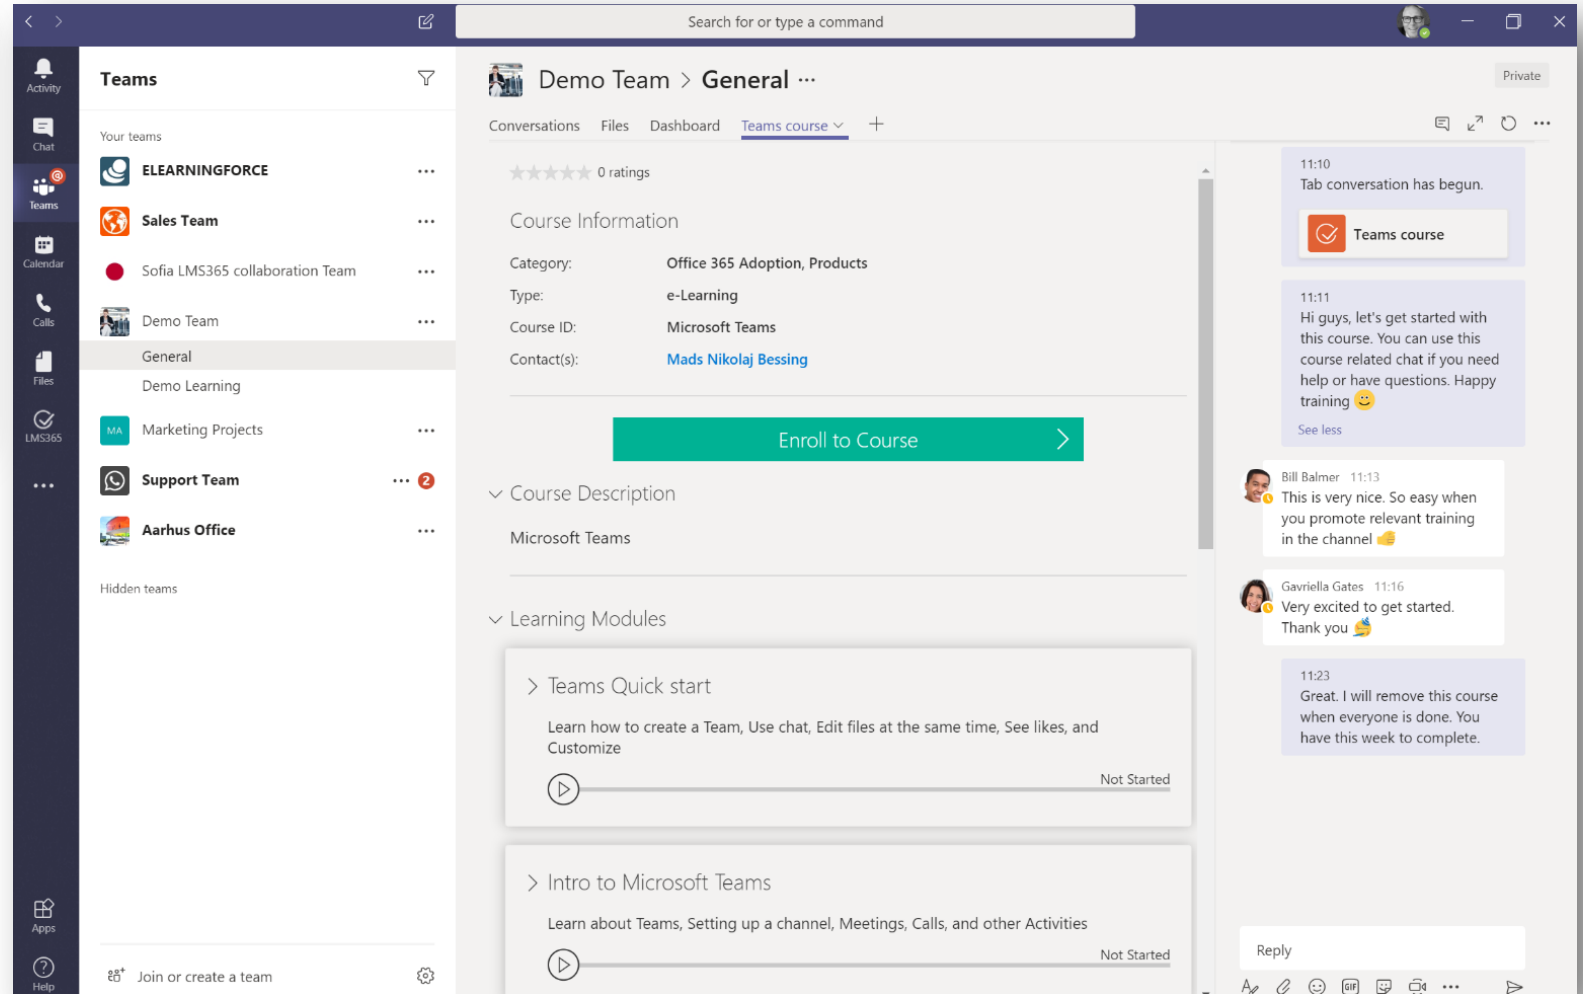 Search for or type a command
Activity
Chat
Teams
Calendar
Calls
Files
LMS365
Apps
Help
Teams
Your teams
ELEARNINGFORCE
Sales Team
Sofia LMS365 collaboration Team
Demo Team
General
Demo Learning
MA Marketing Projects
Support Team 2
Aarhus Office
Hidden teams
Join or create a team
Demo Team > General
Private
Conversations Files Dashboard Teams course
0 ratings
Course Information
Category: Office 365 Adoption, Products
Type: e-Learning
Course ID: Microsoft Teams
Contact(s): Mads Nikolaj Bessing
Enroll to Course
Course Description
Microsoft Teams
Learning Modules
Teams Quick start
Learn how to create a Team, Use chat, Edit files at the same time, See likes, and
Customize
Not Started
Intro to Microsoft Teams
Learn about Teams, Setting up a channel, Meetings, Calls, and other Activities
Not Started
11:10
Tab conversation has begun.
Teams course
11:11
Hi guys, let's get started with
this course. You can use this
course related chat if you need
help or have questions. Happy
training
See less
Bill Balmer 11:13
This is very nice. So easy when
you promote relevant training
in the channel
Gavriella Gates 11:16
Very excited to get started.
Thank you
11:23
Great. I will remove this course
when everyone is done. You
have this week to complete.
Reply
GIF